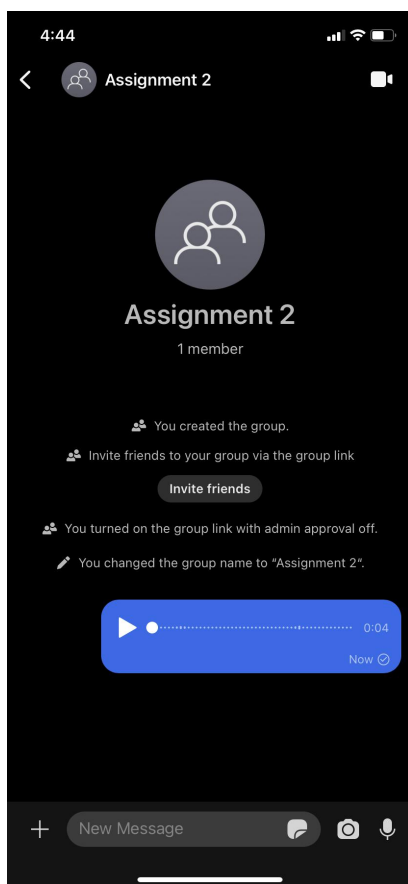 4:44
Assignment 2
Assignment 2
1 member
You created the group.
Invite friends to your group via the group link
Invite friends
You turned on the group link with admin approval off.
You changed the group name to “Assignment 2”.
0:04
Now
New Message